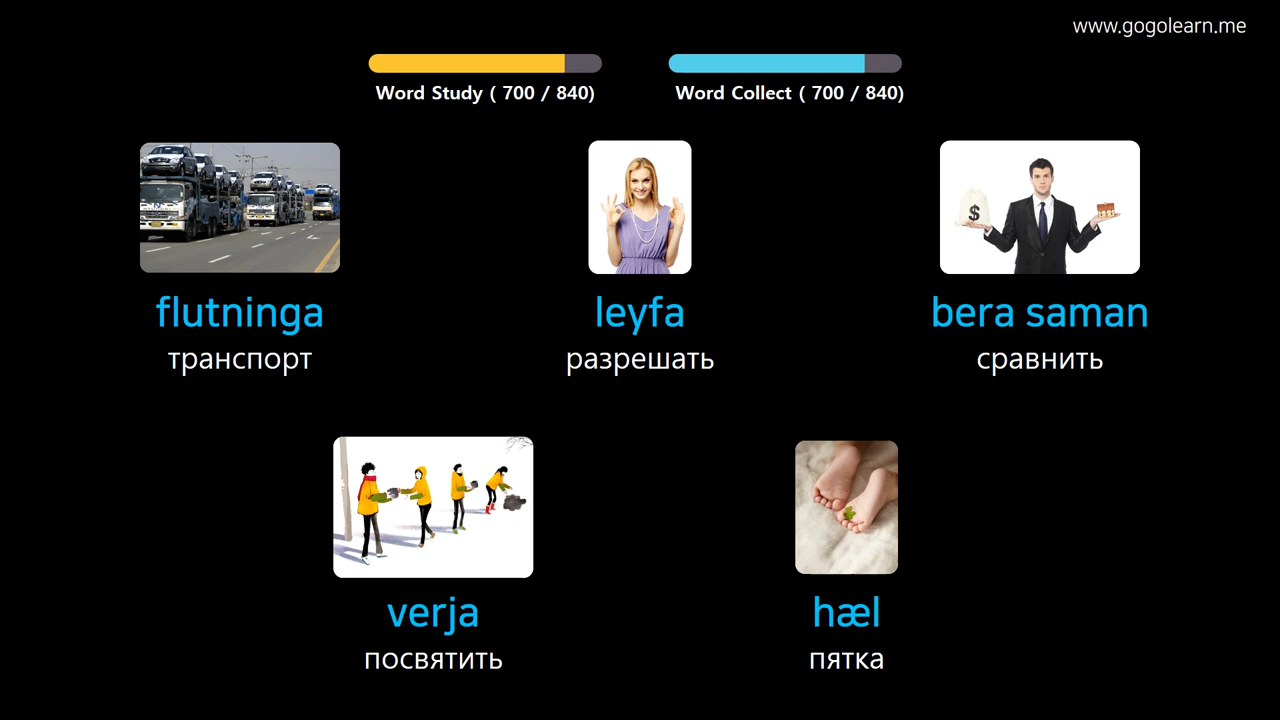 www.gogolearn.me
Word Study ( 700 / 840)
Word Collect ( 700 / 840)
flutninga
leyfa
bera saman
транспорт
разрешать
сравнить
verja
hæl
посвятить
пятка